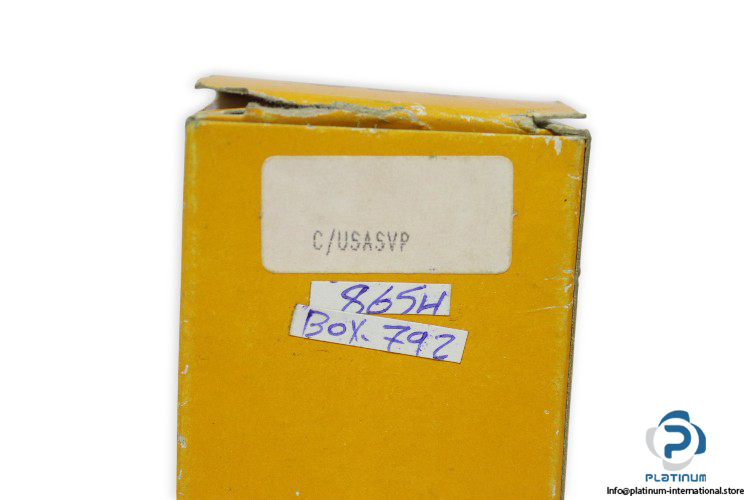 C/USASVP
865H
BOX. 792
PLATINUM
Info@platinum-international.store